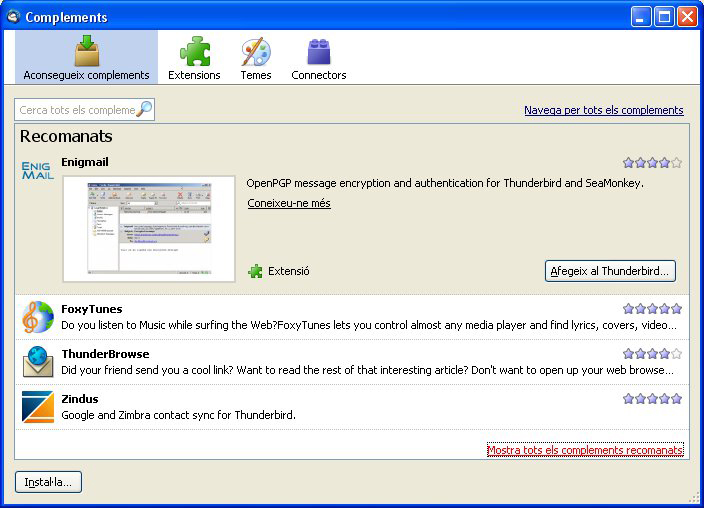 Complements
Aconsegueix complements
Extensions
Temes
Connectors
Cerca tots els compleme
Navega per tots els complements
Recomanats
ENIG
MAIL
Enigmail
OpenPGP message encryption and authentication for Thunderbird and SeaMonkey.
Coneixeu-ne més
Extensió
Afegeix al Thunderbird...
FoxyTunes
Do you listen to Music while surfing the Web?FoxyTunes lets you control almost any media player and find lyrics, covers, video...
ThunderBrowse
Did your friend send you a cool link? Want to read the rest of that interesting article? Don't want to open up your web browse...
Zindus
Google and Zimbra contact sync for Thunderbird.
Mostra tots els complements recomanats
Instal·la...